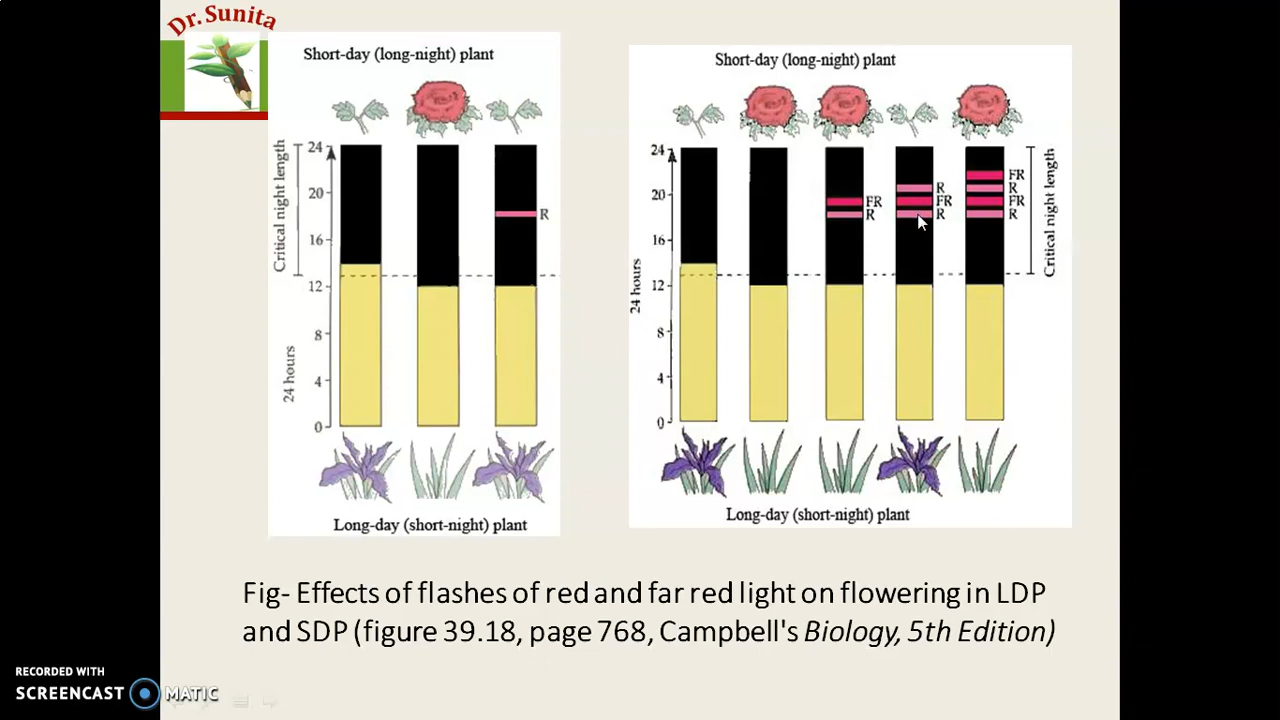 Dr. Sunita
Short-day (long-night) plant
Critical night length
24 hours
24
20
16
12
8
4
0
R
Long-day (short-night) plant
Short-day (long-night) plant
24 hours
24
20
16
12
8
4
0
FR
R
R
FR
R
FR
R
FR
R
Critical night length
Long-day (short-night) plant
Fig- Effects of flashes of red and far red light on flowering in LDP
and SDP (figure 39.18, page 768, Campbell's Biology, 5th Edition)
RECORDED WITH
SCREENCAST MATIC